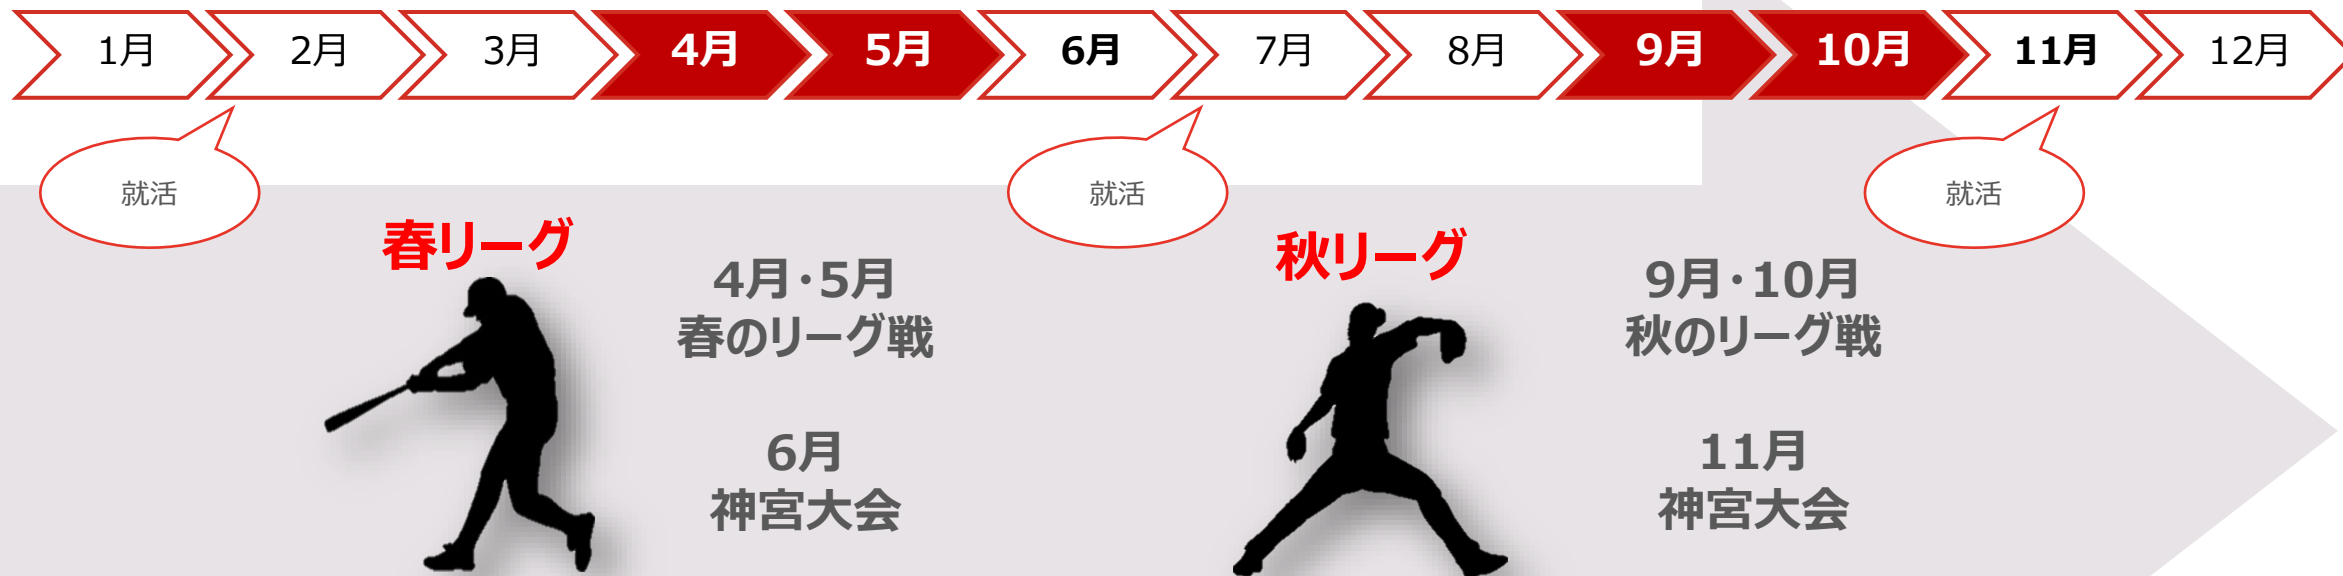 1月
2月
3月
4月
5月
6月
7月
8月
9月
10月
11月
12月
就活
就活
就活
春リーグ
4月・5月
春のリーグ戦
6月
神宮大会
秋リーグ
9月・10月
秋のリーグ戦
11月
神宮大会